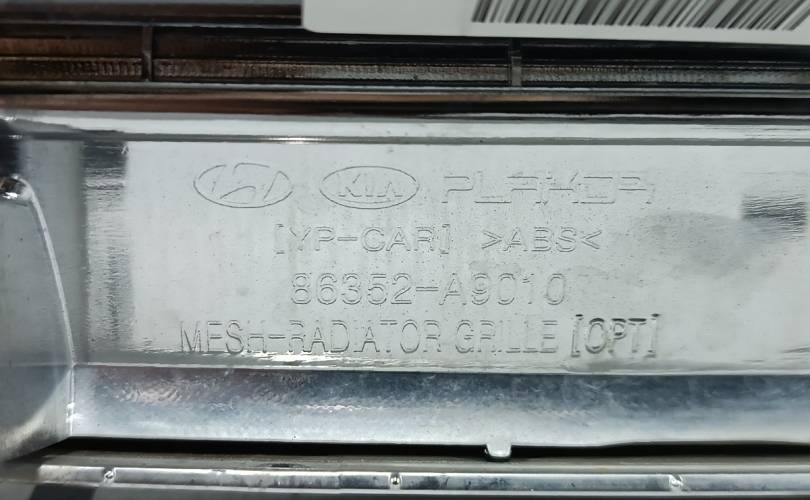 KIA PLAKOR
[YP-CAR] >ABS<
86352-A9010
MESH-RADIATOR GRILLE [OPT]